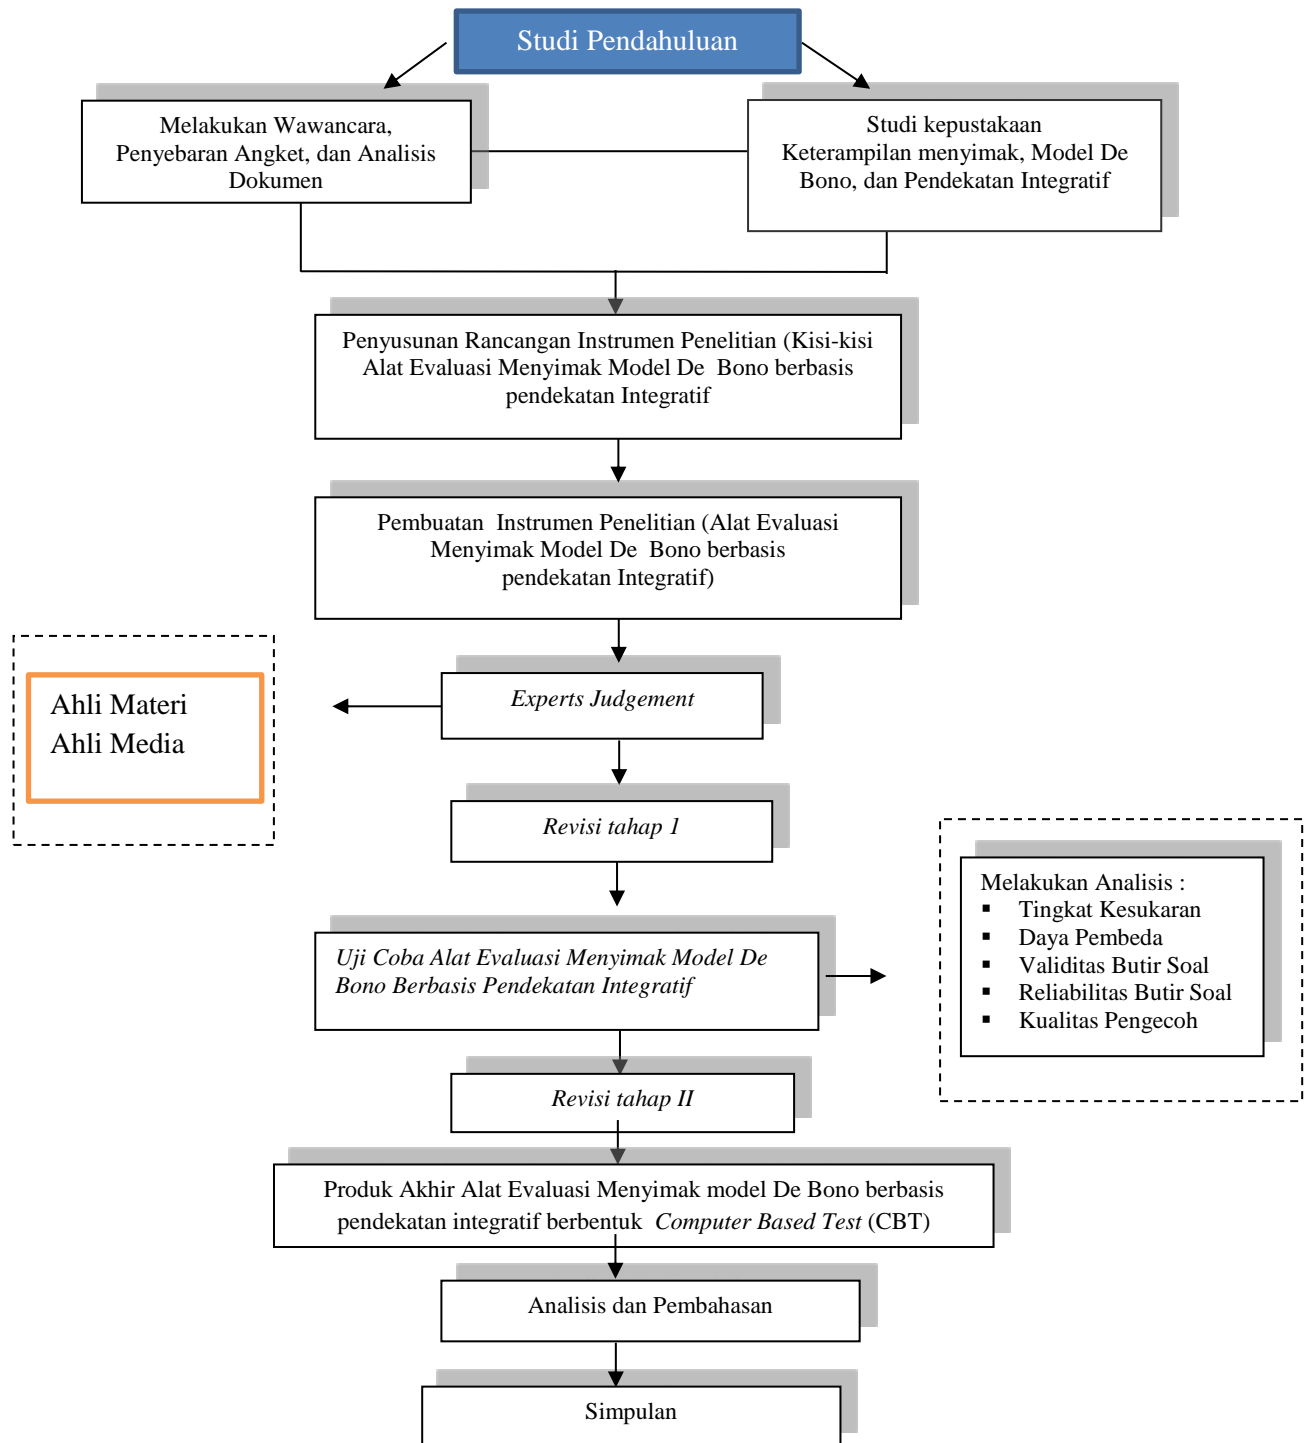 Studi Pendahuluan
Melakukan Wawancara,
Penyebaran Angket, dan Analisis
Dokumen
Studi kepustakaan
Keterampilan menyimak, Model De
Bono, dan Pendekatan Integratif
Penyusunan Rancangan Instrumen Penelitian (Kisi-kisi
Alat Evaluasi Menyimak Model De Bono berbasis
pendekatan Integratif
Pembuatan Instrumen Penelitian (Alat Evaluasi
Menyimak Model De Bono berbasis
pendekatan Integratif)
Experts Judgement
Ahli Materi
Ahli Media
Revisi tahap 1
Uji Coba Alat Evaluasi Menyimak Model De
Bono Berbasis Pendekatan Integratif
Melakukan Analisis :
▪ Tingkat Kesukaran
▪ Daya Pembeda
▪ Validitas Butir Soal
▪ Reliabilitas Butir Soal
▪ Kualitas Pengecoh
Revisi tahap II
Produk Akhir Alat Evaluasi Menyimak model De Bono berbasis
pendekatan integratif berbentuk Computer Based Test (CBT)
Analisis dan Pembahasan
Simpulan